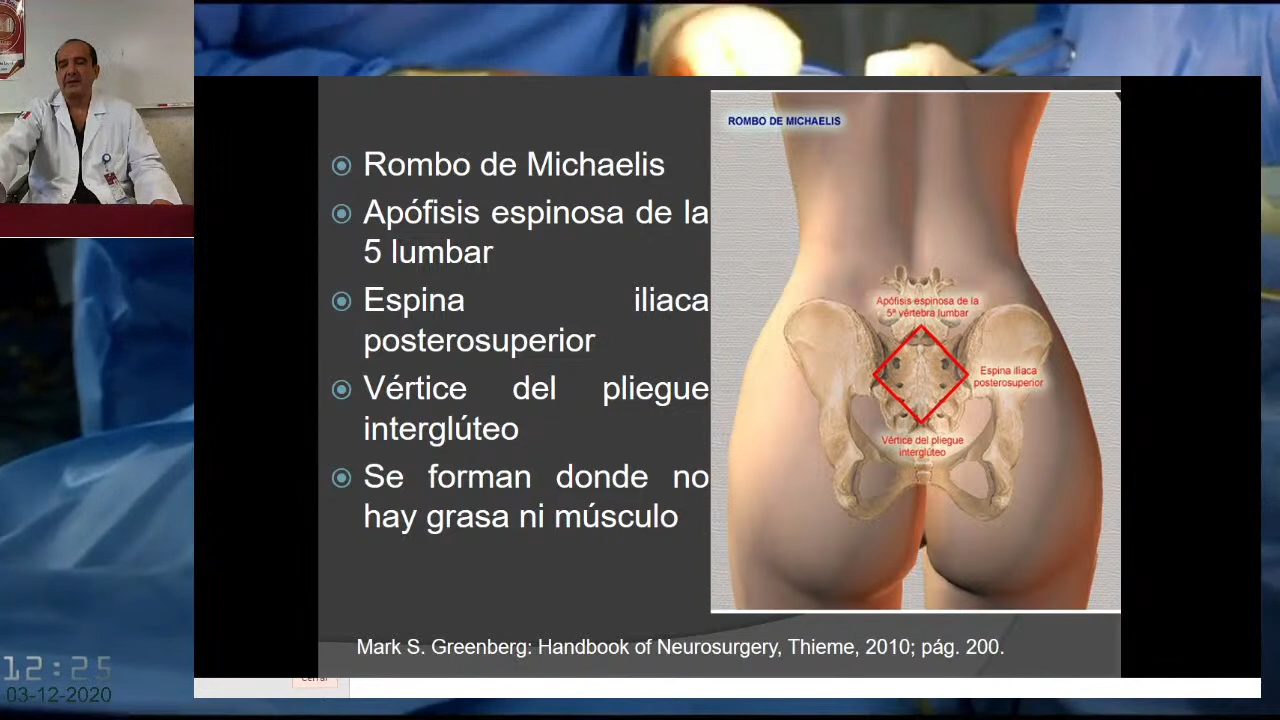 Rombo de Michaelis
Apófisis espinosa de la
5 lumbar
Espina iliaca
posterosuperior
Vértice del pliegue
interglúteo
Se forman donde no
hay grasa ni músculo
ROMBO DE MICHAELIS
Apófisis espinosa de la
5ª vértebra lumbar
Espina iliaca
posterosuperior
Vértice del pliegue
interglúteo
Mark S. Greenberg: Handbook of Neurosurgery, Thieme, 2010; pág. 200.
12:25
03-12-2020